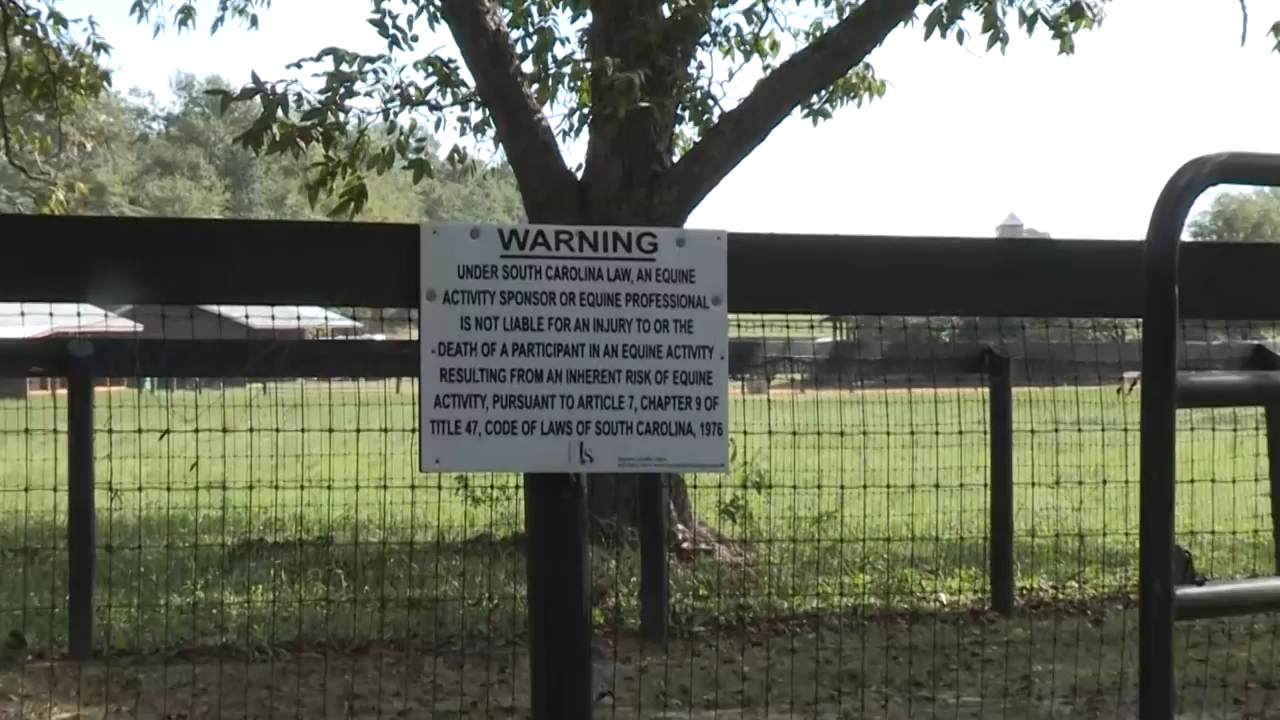 WARNING
UNDER SOUTH CAROLINA LAW, AN EQUINE
ACTIVITY SPONSOR OR EQUINE PROFESSIONAL
IS NOT LIABLE FOR AN INJURY TO OR THE
DEATH OF A PARTICIPANT IN AN EQUINE ACTIVITY
RESULTING FROM AN INHERENT RISK OF EQUINE
ACTIVITY, PURSUANT TO ARTICLE 7, CHAPTER 9 OF
TITLE 47, CODE OF LAWS OF SOUTH CAROLINA, 1976